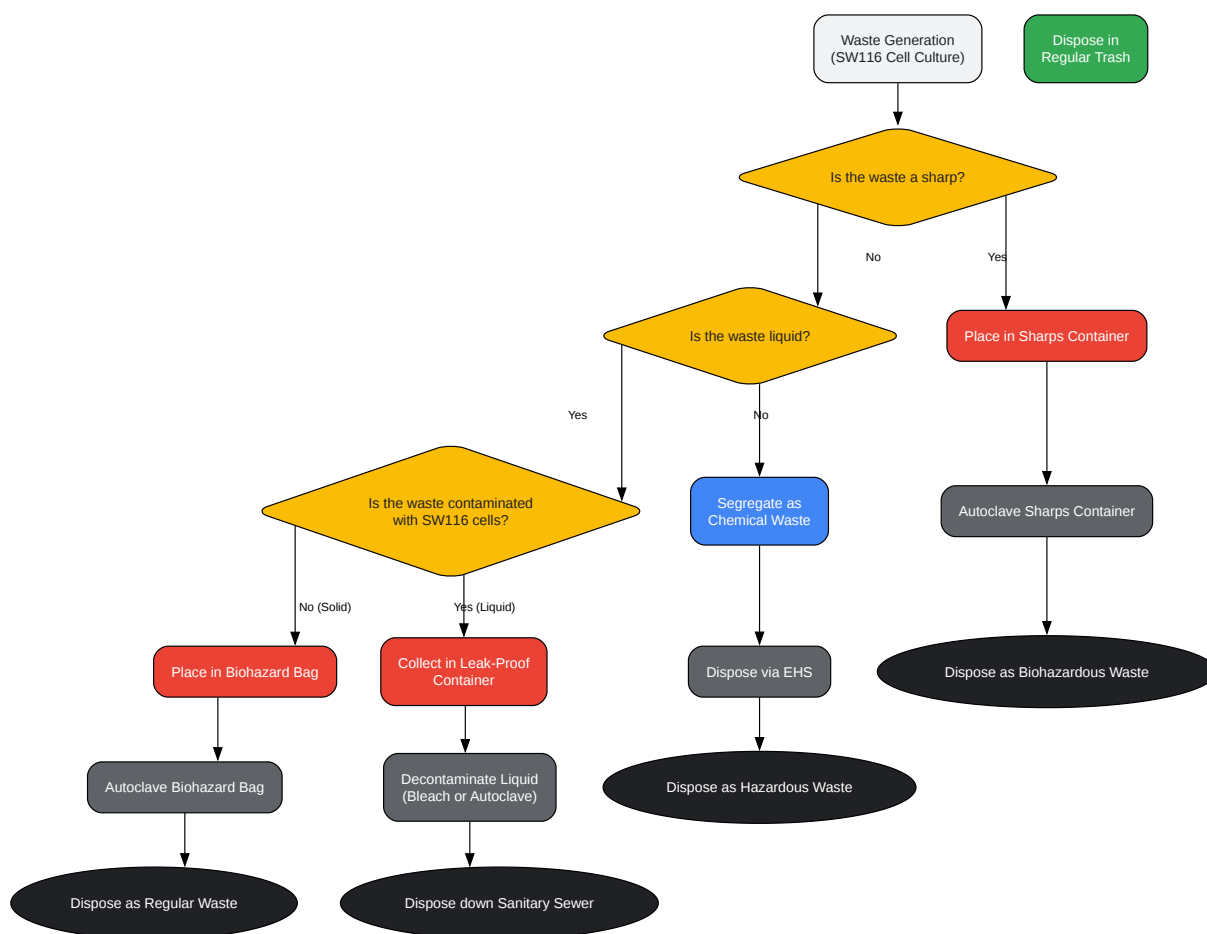 Waste Generation
(SW116 Cell Culture)
Dispose in
Regular Trash
Is the waste a sharp?
No
Yes
Is the waste liquid?
Place in Sharps Container
Yes
No
Is the waste contaminated
with SW116 cells?
Segregate as
Chemical Waste
Autoclave Sharps Container
No (Solid)
Yes (Liquid)
Place in Biohazard Bag
Collect in Leak-Proof
Container
Dispose via EHS
Dispose as Biohazardous Waste
Autoclave Biohazard Bag
Decontaminate Liquid
(Bleach or Autoclave)
Dispose as Hazardous Waste
Dispose as Regular Waste
Dispose down Sanitary Sewer